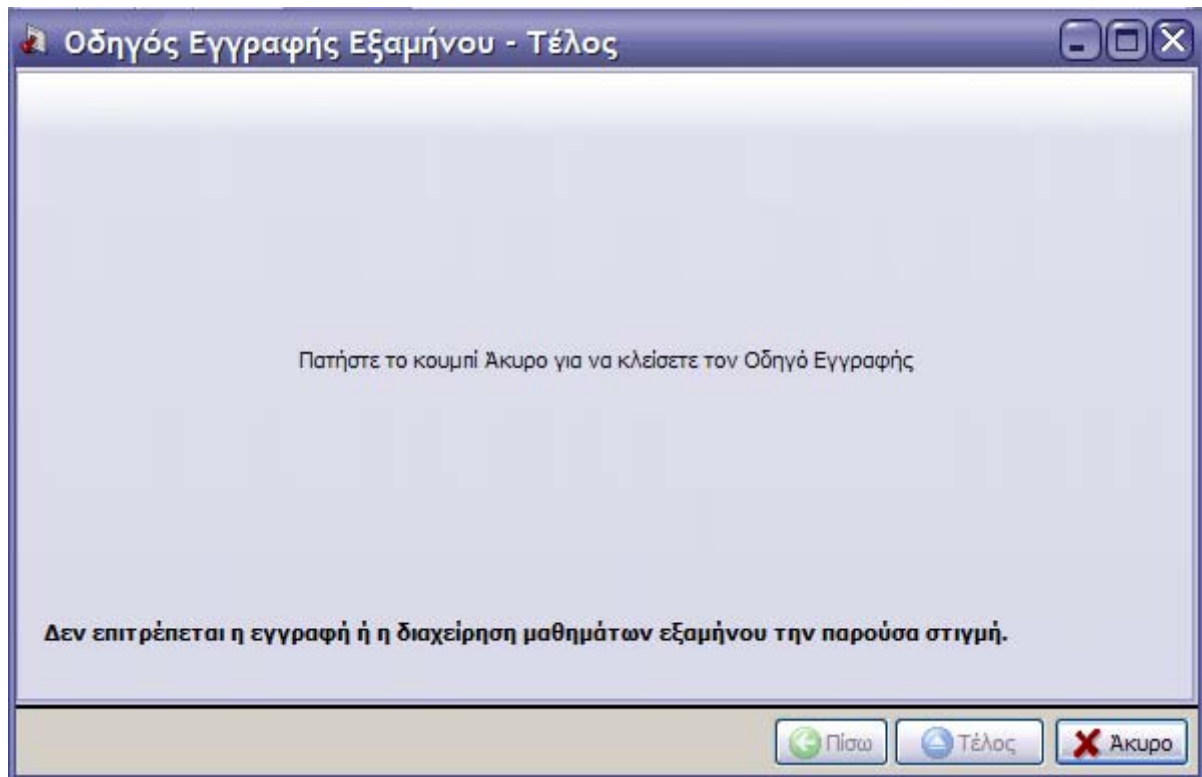 Οδηγός Εγγραφής Εξαμήνου - Τέλος
Πατήστε το κουμπί Άκυρο για να κλείσετε τον Οδηγό Εγγραφής
Δεν επιτρέπεται η εγγραφή ή η διαχείρηση μαθημάτων εξαμήνου την παρούσα στιγμή.
Πίσω Τέλος Άκυρο